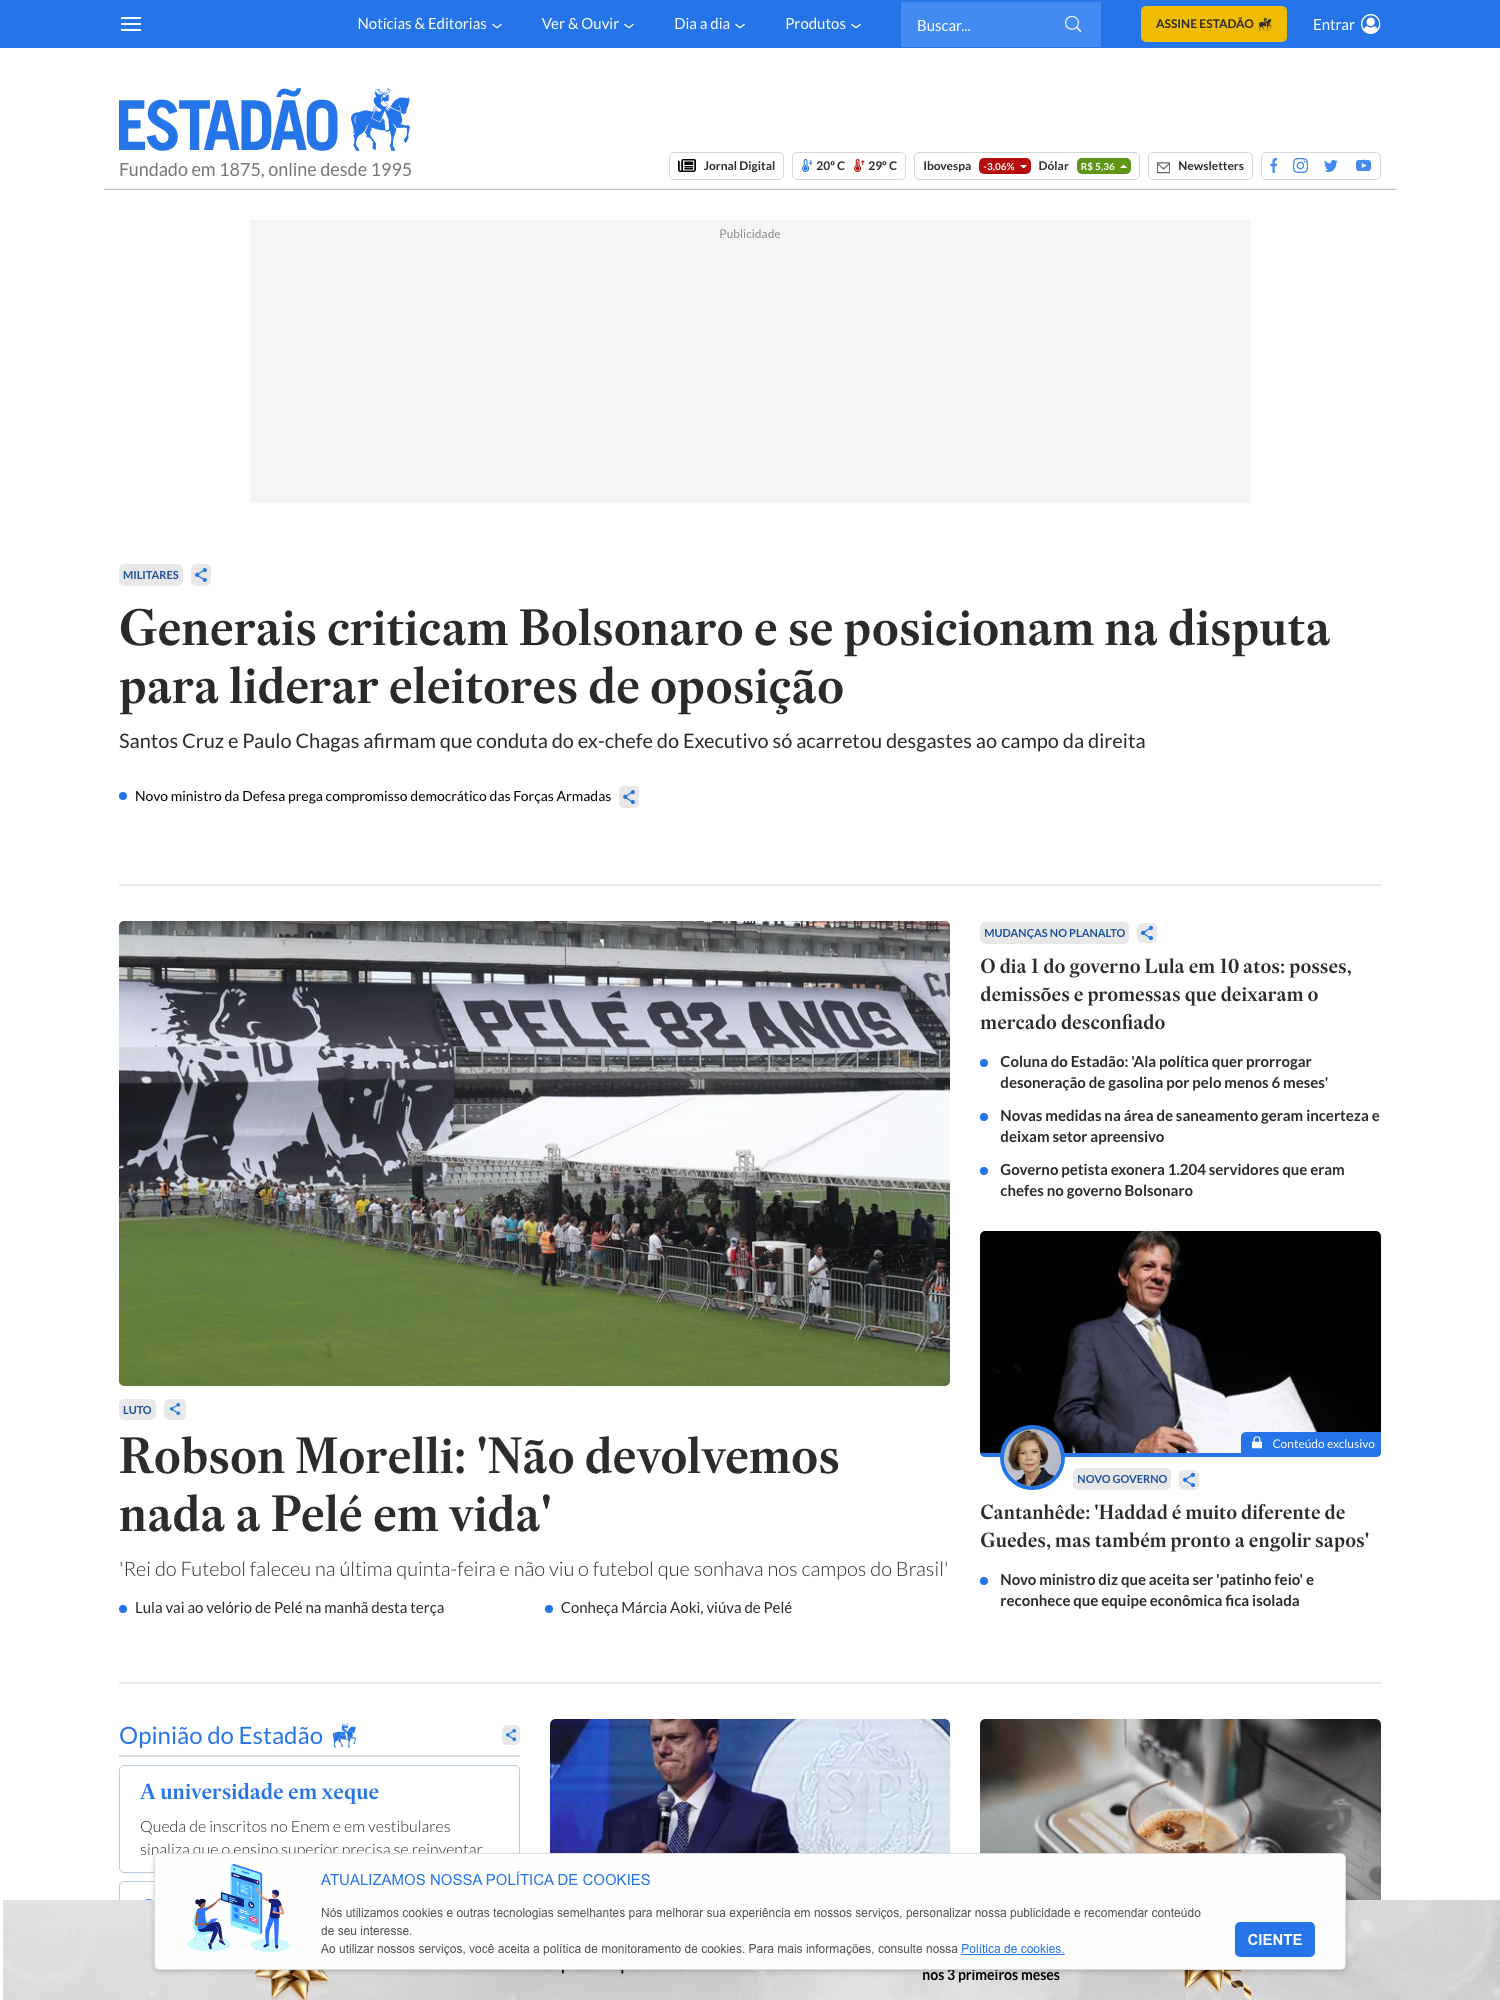 Notícias & Editorias
Ver & Ouvir
Dia a dia
Produtos
Buscar...
ASSINE ESTADÃO
Entrar
ESTADÃO
Fundado em 1875, online desde 1995
Jornal Digital
20º C 29º C
Ibovespa -3,06% Dólar R$ 5,36
Newsletters
Publicidade
MILITARES
Generais criticam Bolsonaro e se posicionam na disputa
para liderar eleitores de oposição
Santos Cruz e Paulo Chagas afirmam que conduta do ex-chefe do Executivo só acarretou desgastes ao campo da direita
Novo ministro da Defesa prega compromisso democrático das Forças Armadas
PELÉ 82 ANOS
10
LUTO
Robson Morelli: 'Não devolvemos
nada a Pelé em vida'
'Rei do Futebol faleceu na última quinta-feira e não viu o futebol que sonhava nos campos do Brasil'
Lula vai ao velório de Pelé na manhã desta terça
Conheça Márcia Aoki, viúva de Pelé
MUDANÇAS NO PLANALTO
O dia 1 do governo Lula em 10 atos: posses,
demissões e promessas que deixaram o
mercado desconfiado
Coluna do Estadão: 'Ala política quer prorrogar
desoneração de gasolina por pelo menos 6 meses'
Novas medidas na área de saneamento geram incerteza e
deixam setor apreensivo
Governo petista exonera 1.204 servidores que eram
chefes no governo Bolsonaro
Conteúdo exclusivo
NOVO GOVERNO
Cantanhêde: 'Haddad é muito diferente de
Guedes, mas também pronto a engolir sapos'
Novo ministro diz que aceita ser 'patinho feio' e
reconhece que equipe econômica fica isolada
Opinião do Estadão
A universidade em xeque
Queda de inscritos no Enem e em vestibulares
sinaliza que o ensino superior precisa se reinventar
SP
ATUALIZAMOS NOSSA POLÍTICA DE COOKIES
Nós utilizamos cookies e outras tecnologias semelhantes para melhorar sua experiência em nossos serviços, personalizar nossa publicidade e recomendar conteúdo
de seu interesse.
Ao utilizar nossos serviços, você aceita a política de monitoramento de cookies. Para mais informações, consulte nossa Política de cookies.
CIENTE
nos 3 primeiros meses